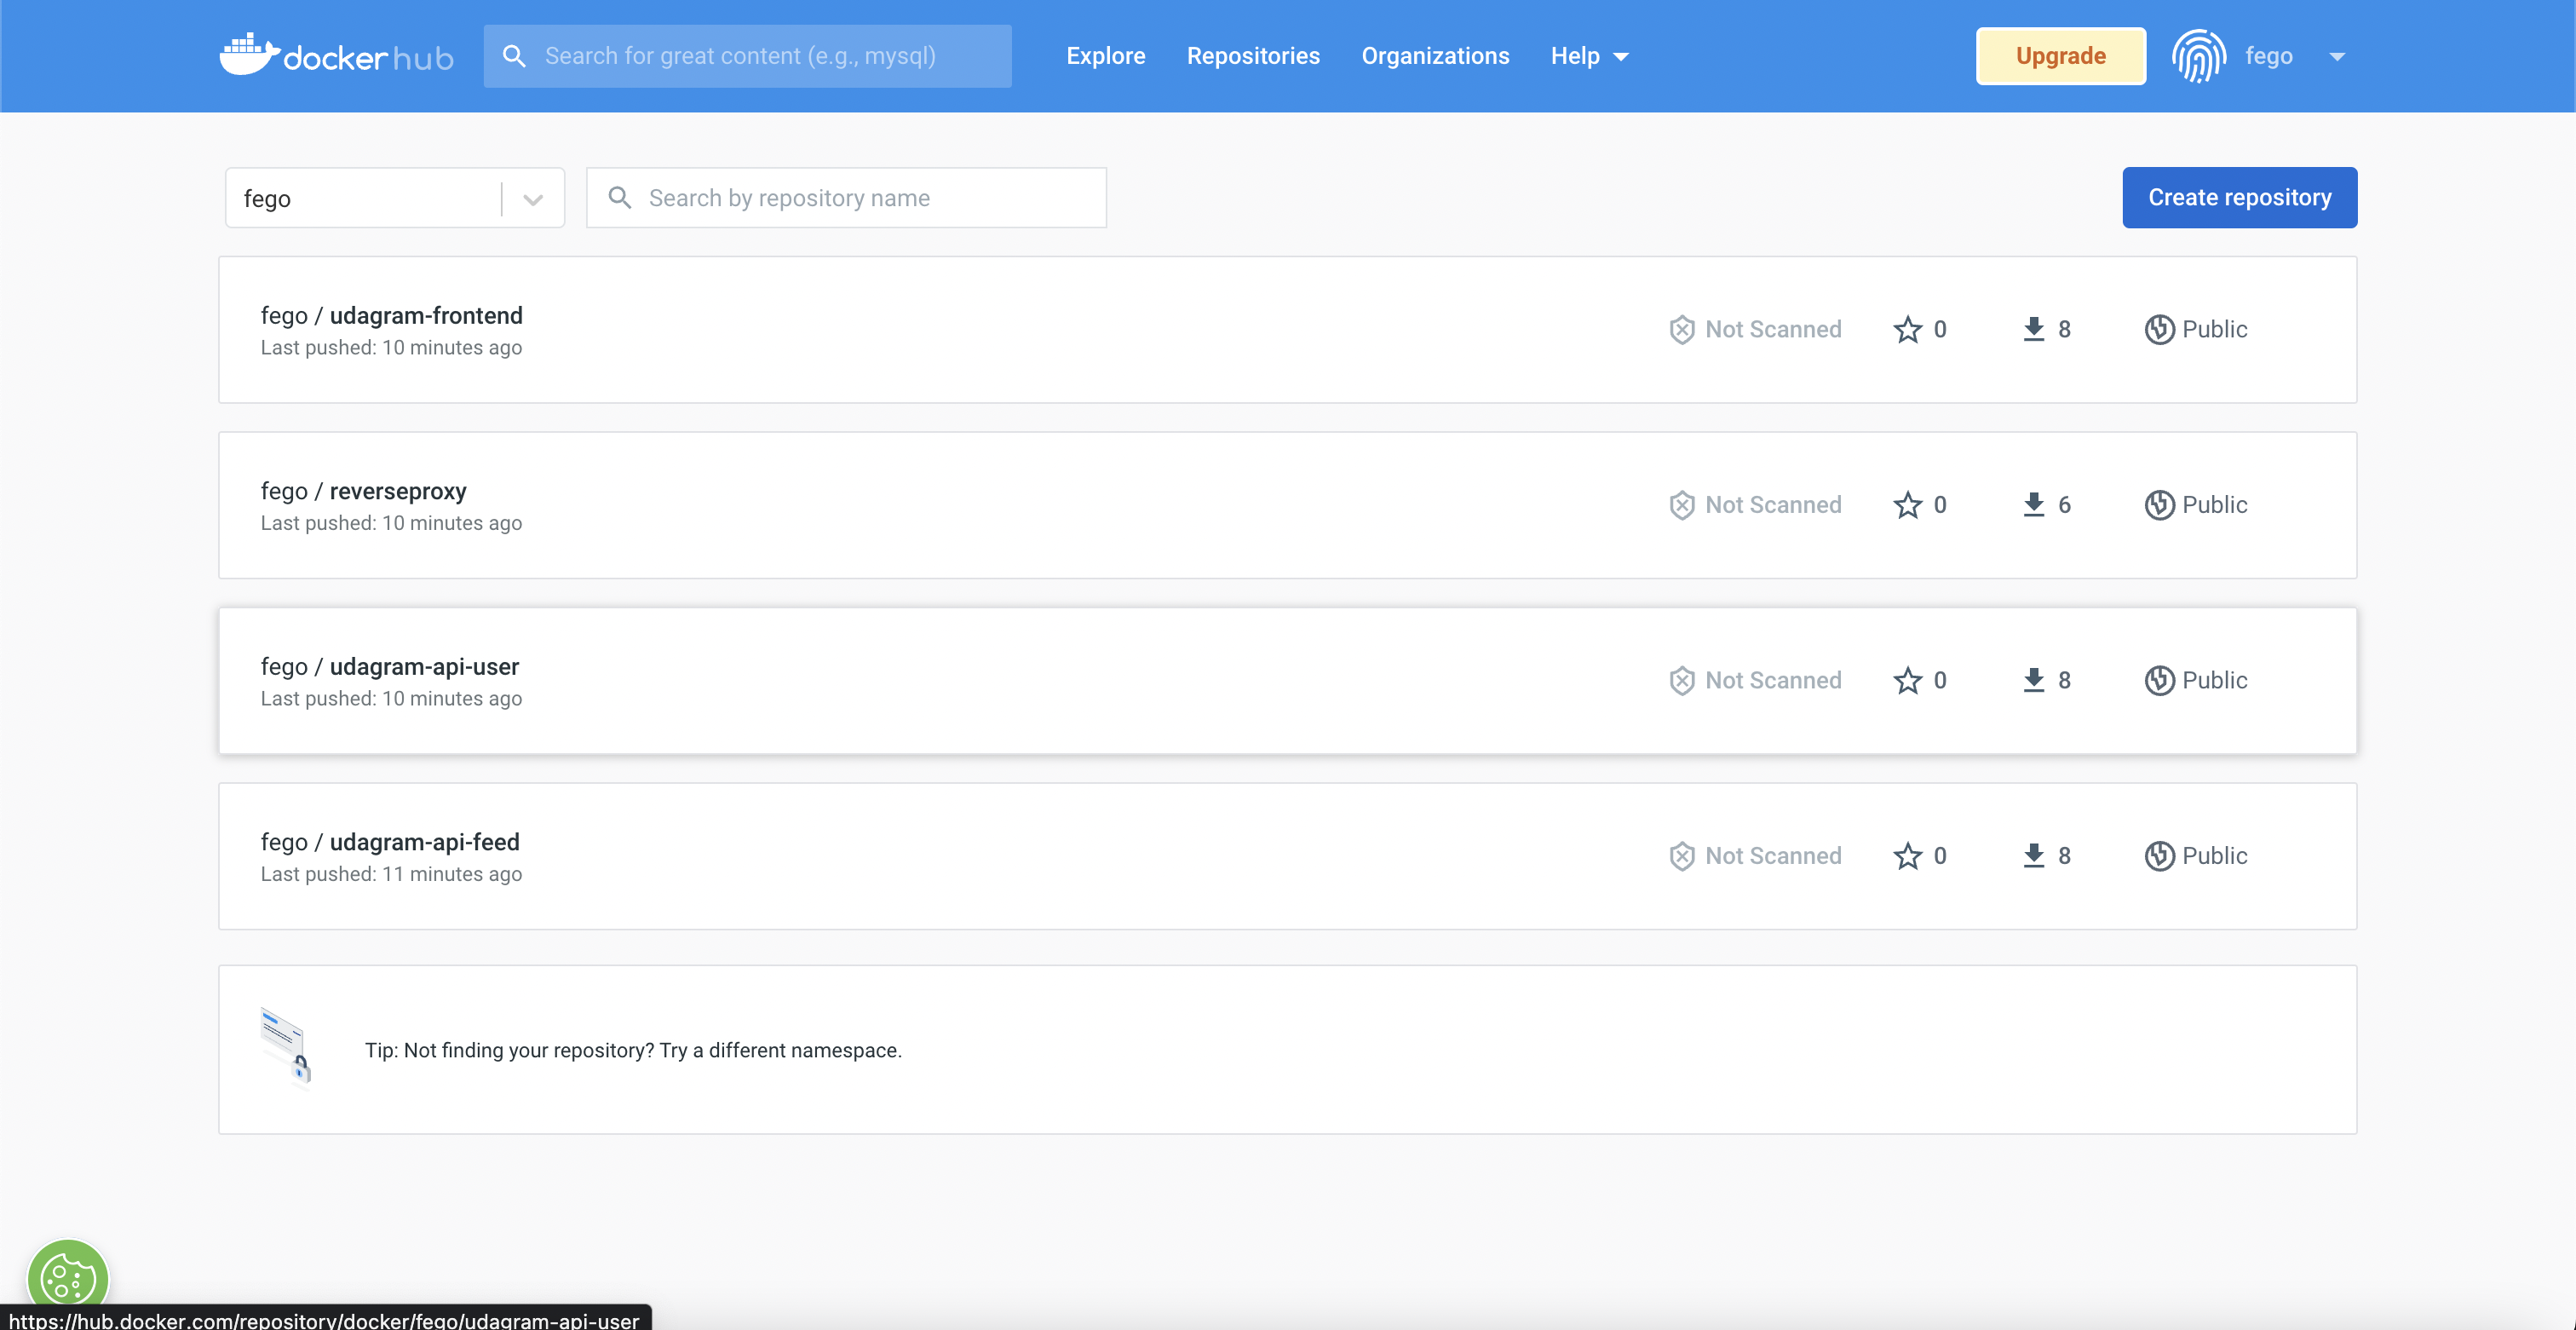 docker hub
Search for great content (e.g., mysql)
Explore
Repositories
Organizations
Help
Upgrade
fego
fego
Search by repository name
Create repository
fego / udagram-frontend
Last pushed: 10 minutes ago
Not Scanned
0
8
Public
fego / reverseproxy
Last pushed: 10 minutes ago
Not Scanned
0
6
Public
fego / udagram-api-user
Last pushed: 10 minutes ago
Not Scanned
0
8
Public
fego / udagram-api-feed
Last pushed: 11 minutes ago
Not Scanned
0
8
Public
Tip: Not finding your repository? Try a different namespace.
https://hub.docker.com/repository/docker/fego/udagram-api-user